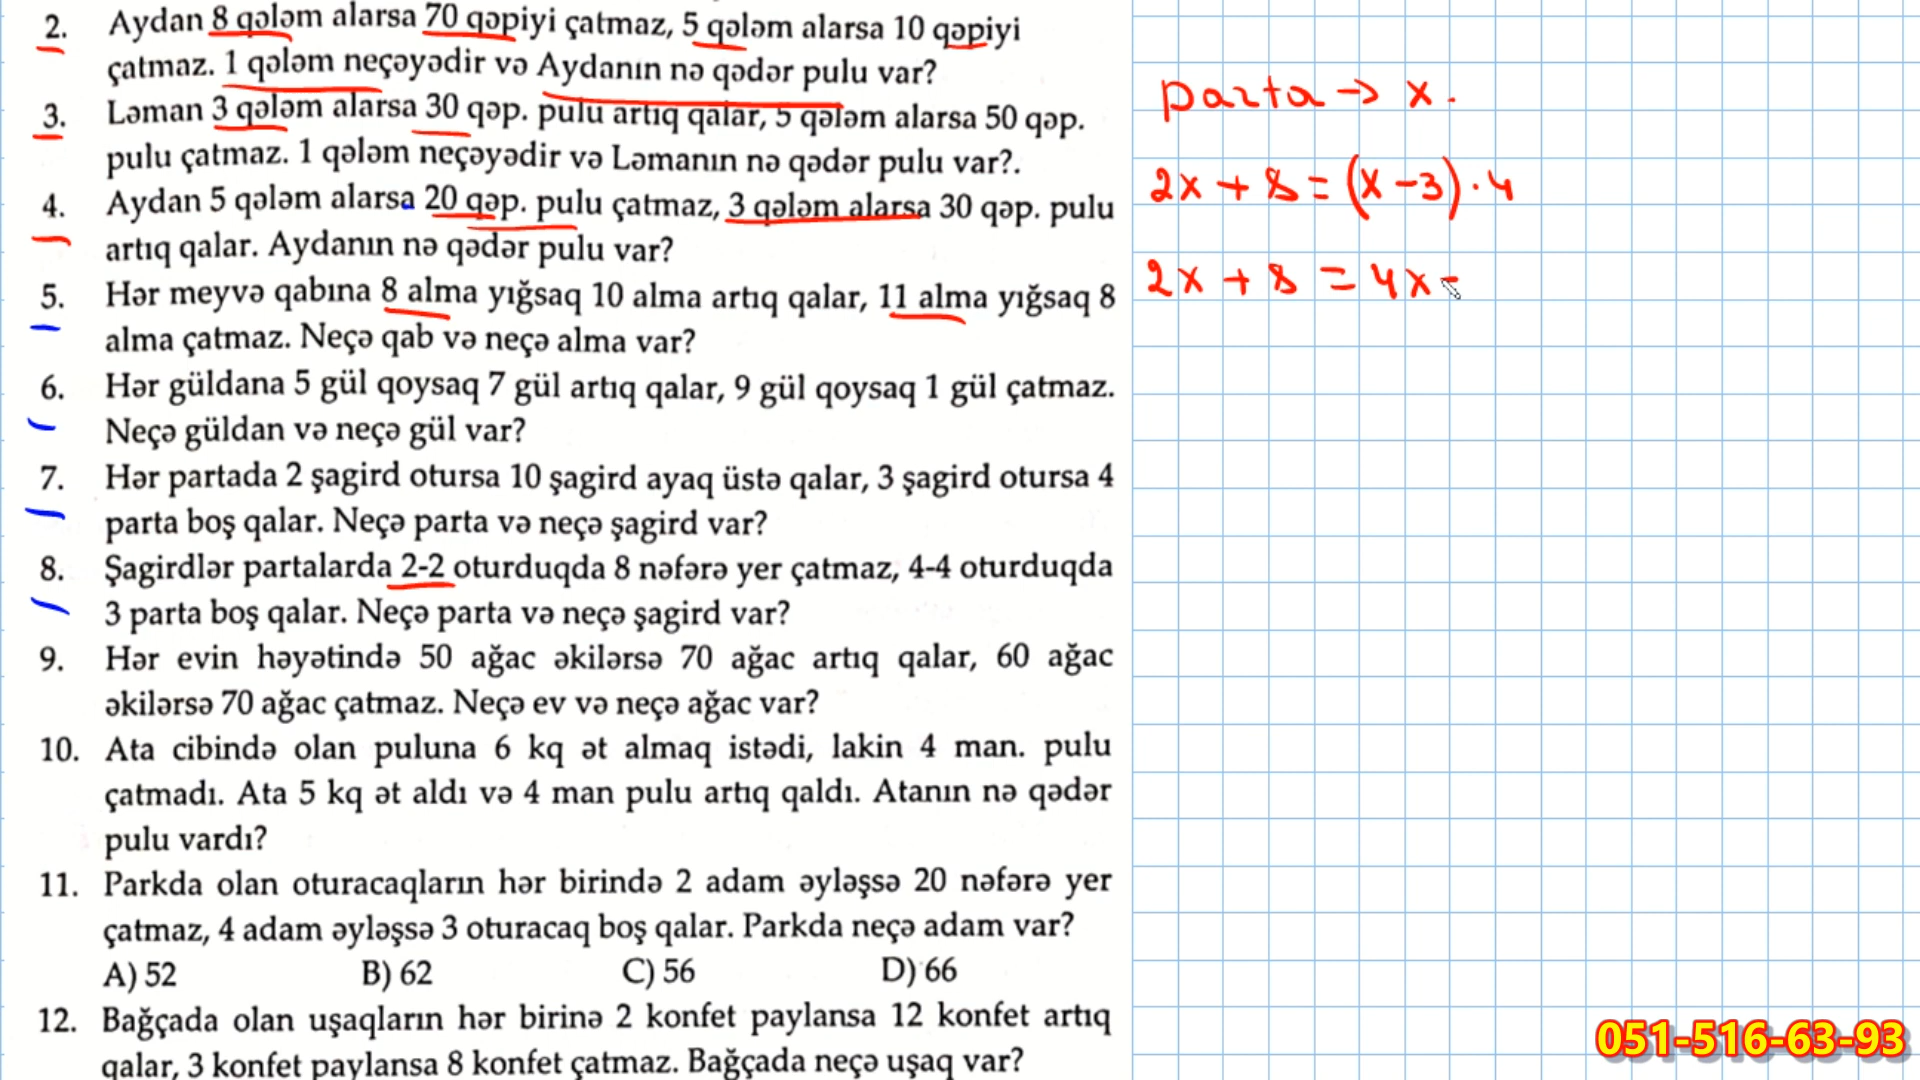 2. Aydan 8 qələm alarsa 70 qəpiyi çatmaz, 5 qələm alarsa 10 qəpiyi
çatmaz. 1 qələm neçəyədir və Aydanın nə qədər pulu var?
3. Ləman 3 qələm alarsa 30 qəp. pulu artıq qalar, 5 qələm alarsa 50 qəp.
pulu çatmaz. 1 qələm neçəyədir və Ləmanın nə qədər pulu var?.
4. Aydan 5 qələm alarsa 20 qəp. pulu çatmaz, 3 qələm alarsa 30 qəp. pulu
artıq qalar. Aydanın nə qədər pulu var?
5. Hər meyvə qabına 8 alma yığsaq 10 alma artıq qalar, 11 alma yığsaq 8
alma çatmaz. Neçə qab və neçə alma var?
6. Hər güldana 5 gül qoysaq 7 gül artıq qalar, 9 gül qoysaq 1 gül çatmaz.
Neçə güldan və neçə gül var?
7. Hər partada 2 şagird otursa 10 şagird ayaq üstə qalar, 3 şagird otursa 4
parta boş qalar. Neçə parta və neçə şagird var?
8. Şagirdlər partalarda 2-2 oturduqda 8 nəfərə yer çatmaz, 4-4 oturduqda
3 parta boş qalar. Neçə parta və neçə şagird var?
9. Hər evin həyətində 50 ağac əkilərsə 70 ağac artıq qalar, 60 ağac
əkilərsə 70 ağac çatmaz. Neçə ev və neçə ağac var?
10. Ata cibində olan puluna 6 kq ət almaq istədi, lakin 4 man. pulu
çatmadı. Ata 5 kq ət aldı və 4 man pulu artıq qaldı. Atanın nə qədər
pulu vardı?
11. Parkda olan oturacaqların hər birində 2 adam əyləşsə 20 nəfərə yer
çatmaz, 4 adam əyləşsə 3 oturacaq boş qalar. Parkda neçə adam var?
A) 52 B) 62 C) 56 D) 66
12. Bağçada olan uşaqların hər birinə 2 konfet paylansa 12 konfet artıq
qalar, 3 konfet paylansa 8 konfet çatmaz. Bağçada neçə uşaq var?
parta → x.
2x + 8 = (x - 3) · 4
2x + 8 = 4x -
051-516-63-93